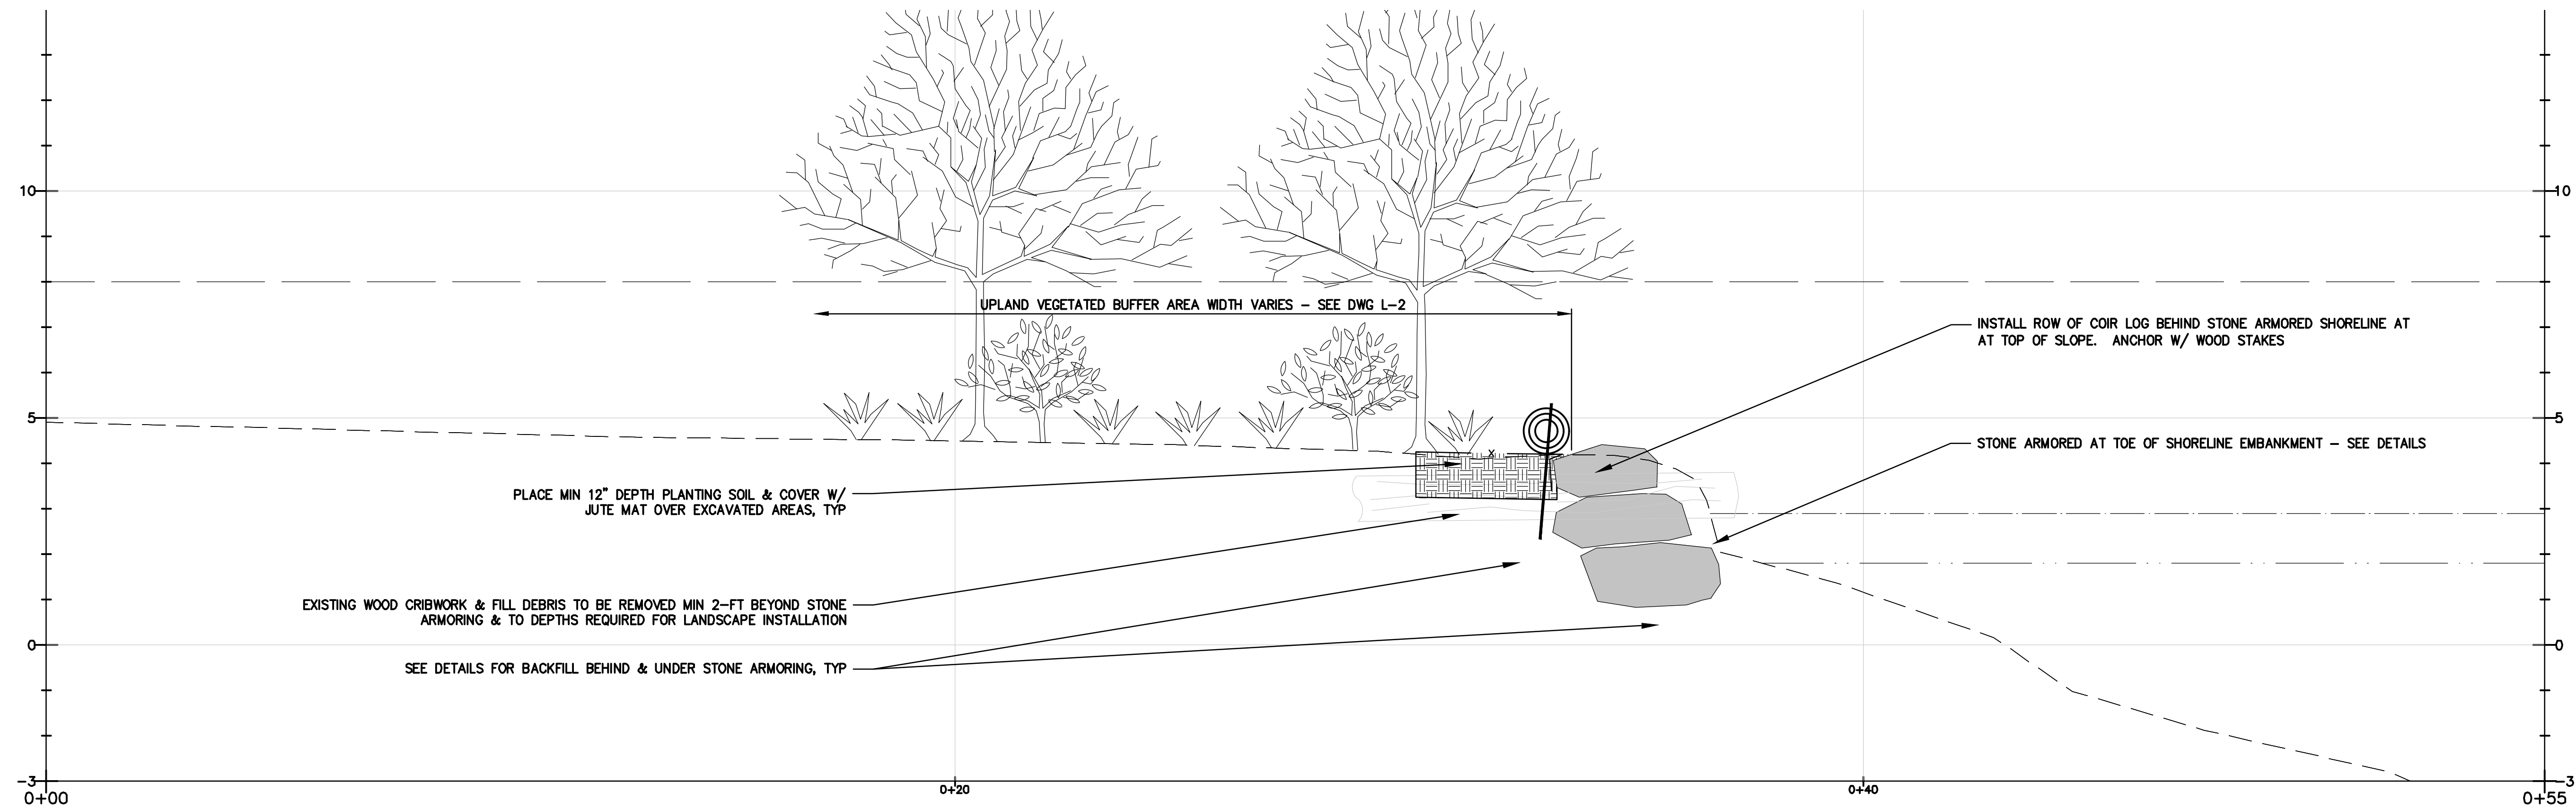 10
10
UPLAND VEGETATED BUFFER AREA WIDTH VARIES - SEE DWG L-2
INSTALL ROW OF COIR LOG BEHIND STONE ARMORED SHORELINE AT
AT TOP OF SLOPE. ANCHOR W/ WOOD STAKES
5
5
STONE ARMORED AT TOE OF SHORELINE EMBANKMENT - SEE DETAILS
X
PLACE MIN 12" DEPTH PLANTING SOIL & COVER W/
JUTE MAT OVER EXCAVATED AREAS, TYP
EXISTING WOOD CRIBWORK & FILL DEBRIS TO BE REMOVED MIN 2-FT BEYOND STONE
ARMORING & TO DEPTHS REQUIRED FOR LANDSCAPE INSTALLATION
0
0
SEE DETAILS FOR BACKFILL BEHIND & UNDER STONE ARMORING, TYP
-3
-3
0+00
0+20
0+40
0+55